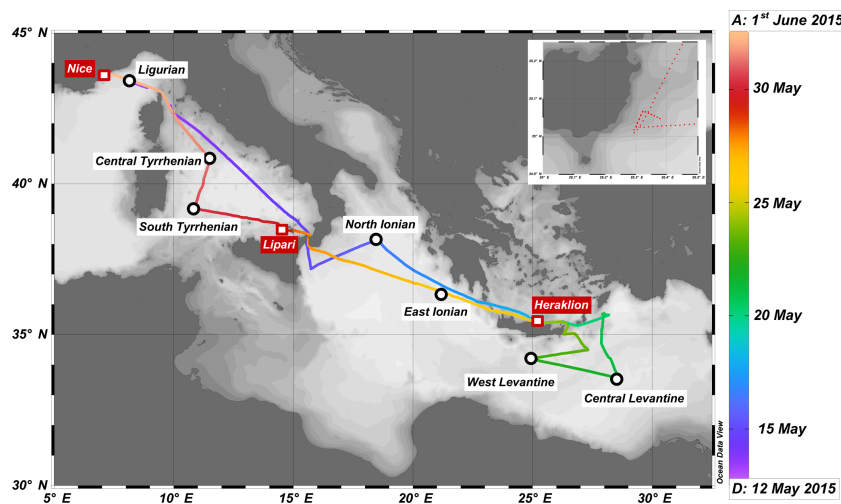 A: 1st June 2015
45° N
40° N
35° N
30° N
5° E
10° E
15° E
20° E
25° E
30° E
Nice
Ligurian
Central Tyrrhenian
South Tyrrhenian
Lipari
North Ionian
East Ionian
Heraklion
West Levantine
Central Levantine
Ocean Data View
30 May
25 May
20 May
15 May
D: 12 May 2015